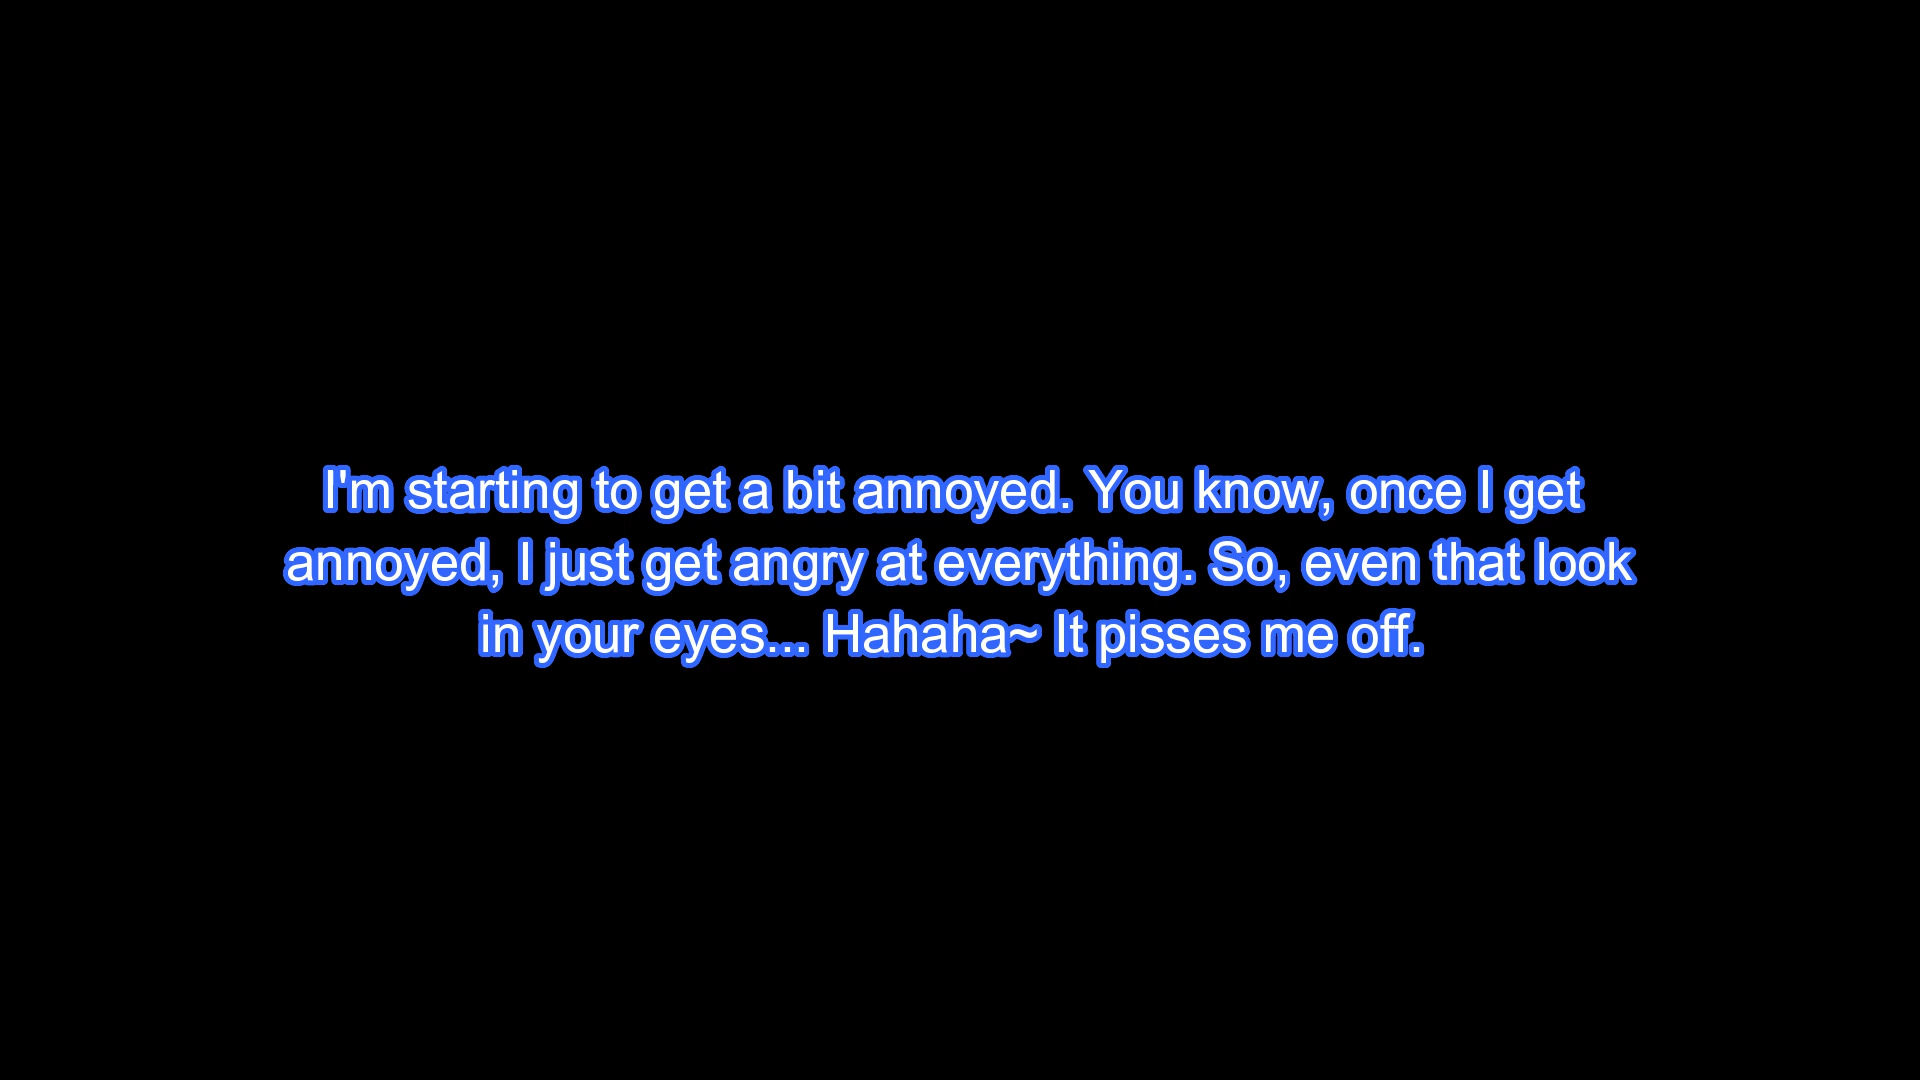 I'm starting to get a bit annoyed. You know, once I get
annoyed, I just get angry at everything. So, even that look
in your eyes... Hahaha~ It pisses me off.